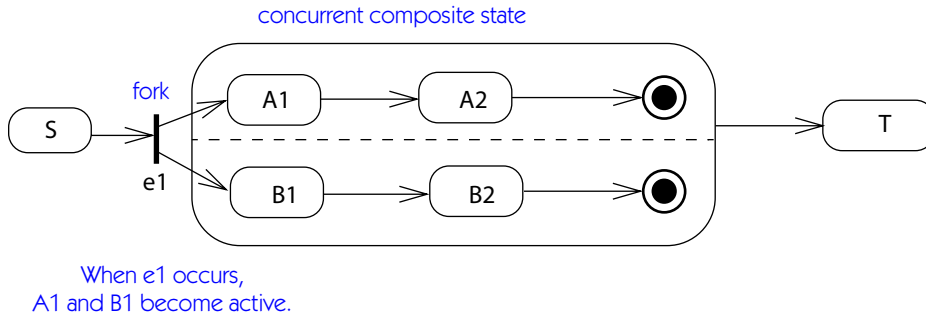 concurrent composite state
fork
A1
A2
S
T
e1
B1
B2
When e1 occurs,
A1 and B1 become active.